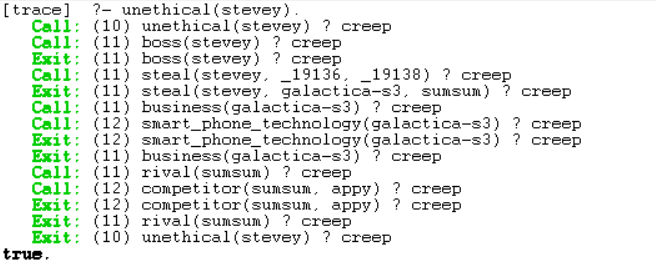 [trace]  ?- unethical(stevey).
   Call: (10) unethical(stevey) ? creep
   Call: (11) boss(stevey) ? creep
   Exit: (11) boss(stevey) ? creep
   Call: (11) steal(stevey, _19136, _19138) ? creep
   Exit: (11) steal(stevey, galactica-s3, sumsum) ? creep
   Call: (11) business(galactica-s3) ? creep
   Call: (12) smart_phone_technology(galactica-s3) ? creep
   Exit: (12) smart_phone_technology(galactica-s3) ? creep
   Exit: (11) business(galactica-s3) ? creep
   Call: (11) rival(sumsum) ? creep
   Call: (12) competitor(sumsum, appy) ? creep
   Exit: (12) competitor(sumsum, appy) ? creep
   Exit: (11) rival(sumsum) ? creep
   Exit: (10) unethical(stevey) ? creep
true.